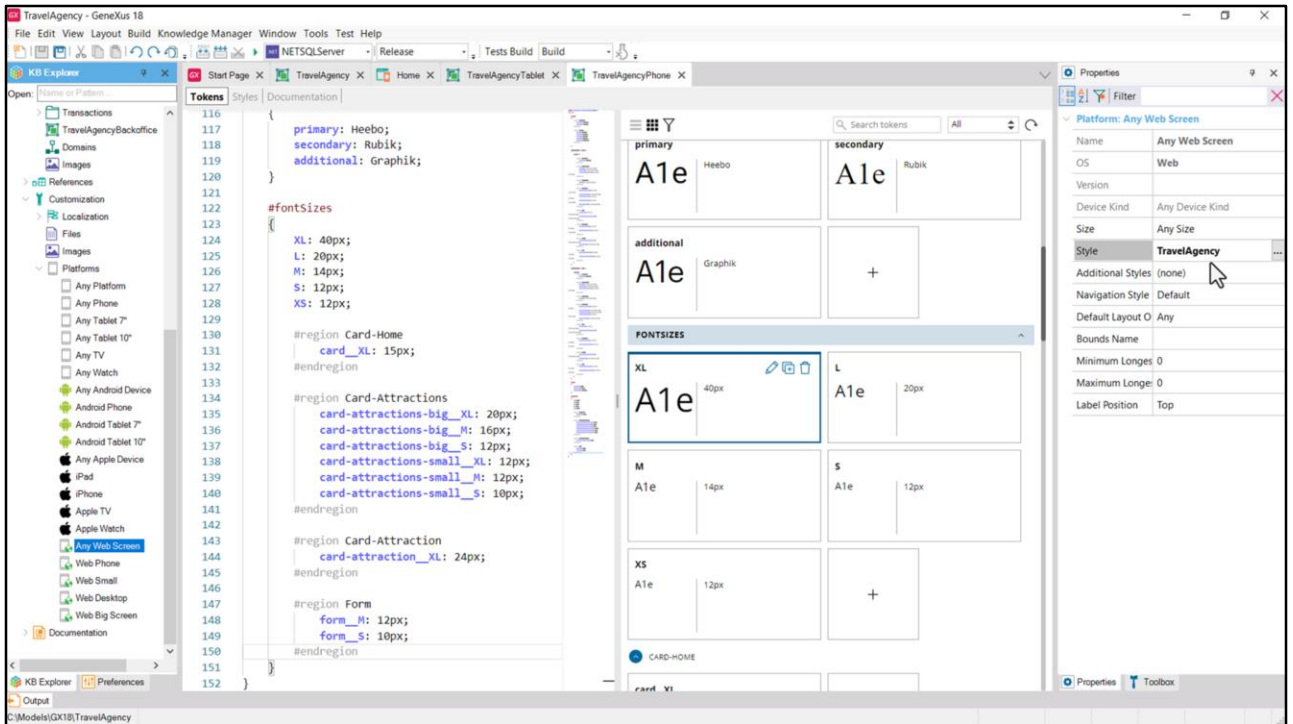 TravelAgency - GeneXus 18
File Edit View Layout Build Knowledge Manager Window Tools Test Help
NETSQLServer Release Tests Build Build
KB Explorer
Open: Name or Pattern...
Transactions
TravelAgencyBackoffice
Domains
Images
References
Customization
Localization
Files
Images
Platforms
Any Platform
Any Phone
Any Tablet 7"
Any Tablet 10"
Any TV
Any Watch
Any Android Device
Android Phone
Android Tablet 7"
Android Tablet 10"
Any Apple Device
iPad
iPhone
Apple TV
Apple Watch
Any Web Screen
Web Phone
Web Small
Web Desktop
Web Big Screen
Documentation
KB Explorer Preferences
Output
C:\Models\GX18\TravelAgency
Start Page TravelAgency Home TravelAgencyTablet TravelAgencyPhone
Tokens Styles Documentation
116 {
117 primary: Heebo;
118 secondary: Rubik;
119 additional: Graphik;
120 }
121
122 #fontSizes
123 {
124 XL: 40px;
125 L: 20px;
126 M: 14px;
127 S: 12px;
128 XS: 12px;
129
130 #region Card-Home
131 card__XL: 15px;
132 #endregion
133
134 #region Card-Attractions
135 card-attractions-big__XL: 20px;
136 card-attractions-big__M: 16px;
137 card-attractions-big__S: 12px;
138 card-attractions-small__XL: 12px;
139 card-attractions-small__M: 12px;
140 card-attractions-small__S: 10px;
141 #endregion
142
143 #region Card-Attraction
144 card-attraction__XL: 24px;
145 #endregion
146
147 #region Form
148 form__M: 12px;
149 form__S: 10px;
150 #endregion
151 }
152 }
Search tokens All
primary secondary
A1e Heebo A1e Rubik
additional
A1e Graphik +
FONTSIZES
XL L
A1e 40px A1e 20px
M S
A1e 14px A1e 12px
XS
A1e 12px +
CARD-HOME
card__XL
Properties
Filter
Platform: Any Web Screen
Name Any Web Screen
OS Web
Version
Device Kind Any Device Kind
Size Any Size
Style TravelAgency ...
Additional Styles (none)
Navigation Style Default
Default Layout O Any
Bounds Name
Minimum Longes 0
Maximum Longe: 0
Label Position Top
Properties Toolbox